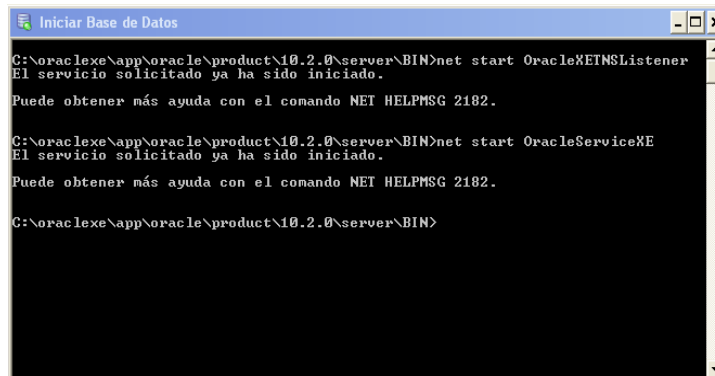 Iniciar Base de Datos
C:\oraclexe\app\oracle\product\10.2.0\server\BIN>net start OracleXETNSListener
El servicio solicitado ya ha sido iniciado.
Puede obtener más ayuda con el comando NET HELPMSG 2182.
C:\oraclexe\app\oracle\product\10.2.0\server\BIN>net start OracleServiceXE
El servicio solicitado ya ha sido iniciado.
Puede obtener más ayuda con el comando NET HELPMSG 2182.
C:\oraclexe\app\oracle\product\10.2.0\server\BIN>